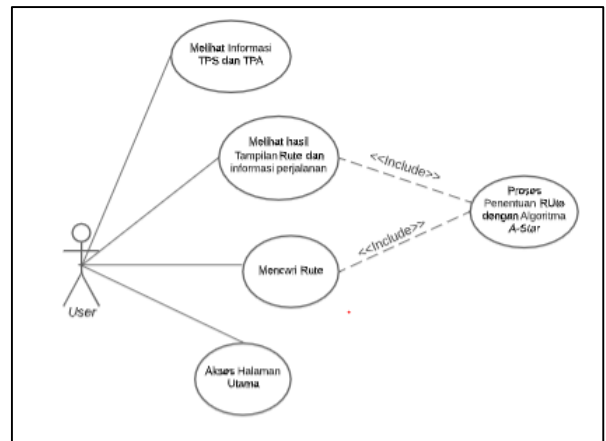 Melihat Informasi
TPS dan TPA
Melihat hasil
Tampilan Rute dan
informasi perjalanan
<<Include>>
Proses
Penentuan RUte
dengan Algoritma
A-Star
<<Include>>
Mencari Rute
User
Akses Halaman
Utama